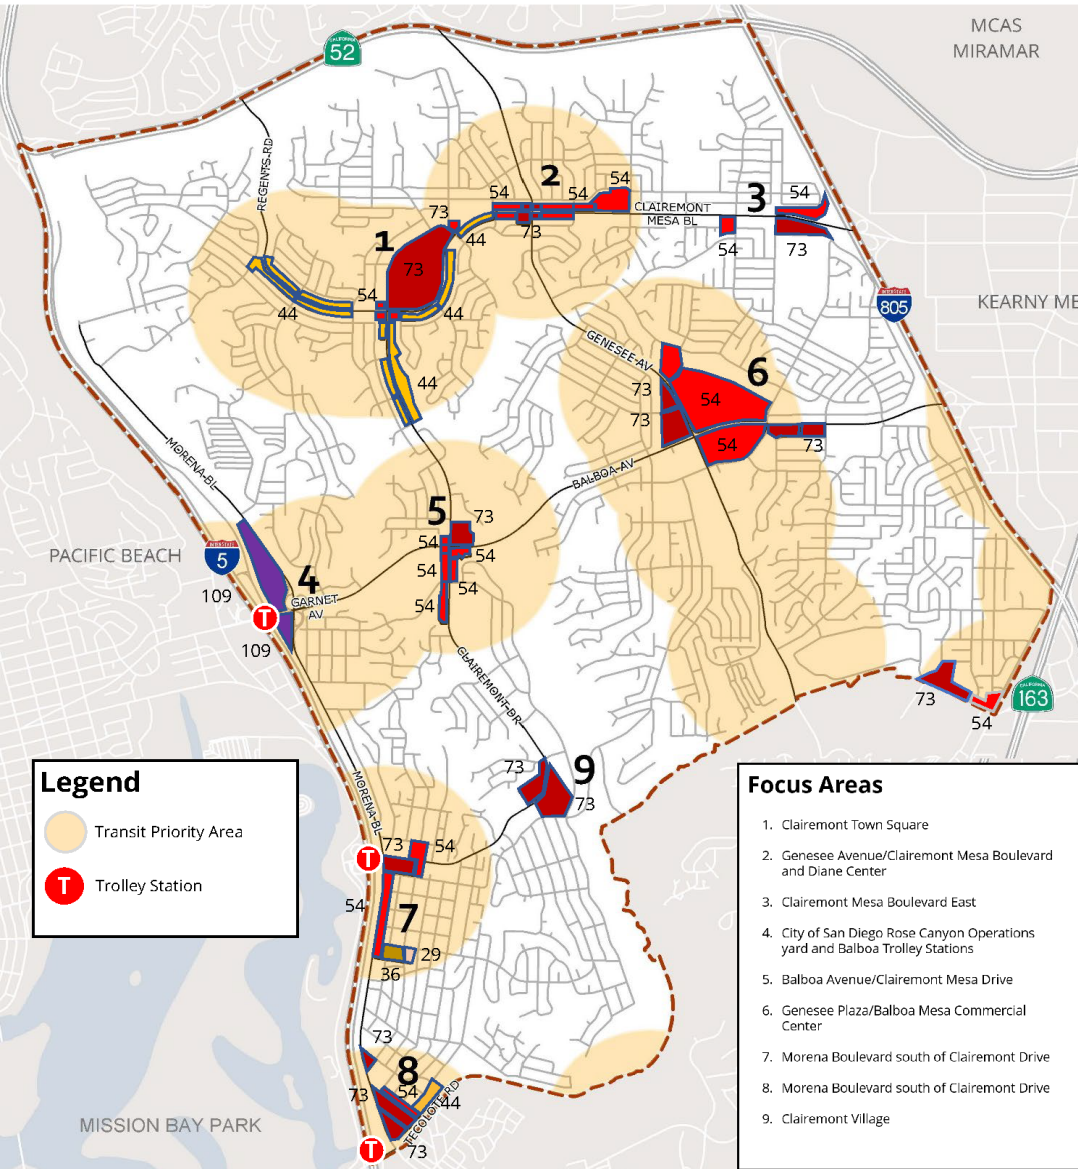 MCAS
MIRAMAR
CALIFORNIA
52
REGENTS RD
54
2
54
54
73
CLAIREMONT
MESA BL
3
54
1
44
73
54
73
73
54
44
44
INTERSTATE
805
KEARNY ME
GENESEE AV
6
44
73
54
73
54
73
MORENA BL
BALBOA AV
5
73
54
54
54
54
54
PACIFIC BEACH
INTERSTATE
5
4
109
GARNET
AV
T
109
CLAIREMONT DR
73
54
CALIFORNIA
163
Legend
Transit Priority Area
T Trolley Station
MORENA BL
73
9
73
73
54
T
54
7
29
36
73
8
73
54
44
TECOLOTE RD
73
T
MISSION BAY PARK
Focus Areas
1. Clairemont Town Square
2. Genesee Avenue/Clairemont Mesa Boulevard
and Diane Center
3. Clairemont Mesa Boulevard East
4. City of San Diego Rose Canyon Operations
yard and Balboa Trolley Stations
5. Balboa Avenue/Clairemont Mesa Drive
6. Genesee Plaza/Balboa Mesa Commercial
Center
7. Morena Boulevard south of Clairemont Drive
8. Morena Boulevard south of Clairemont Drive
9. Clairemont Village